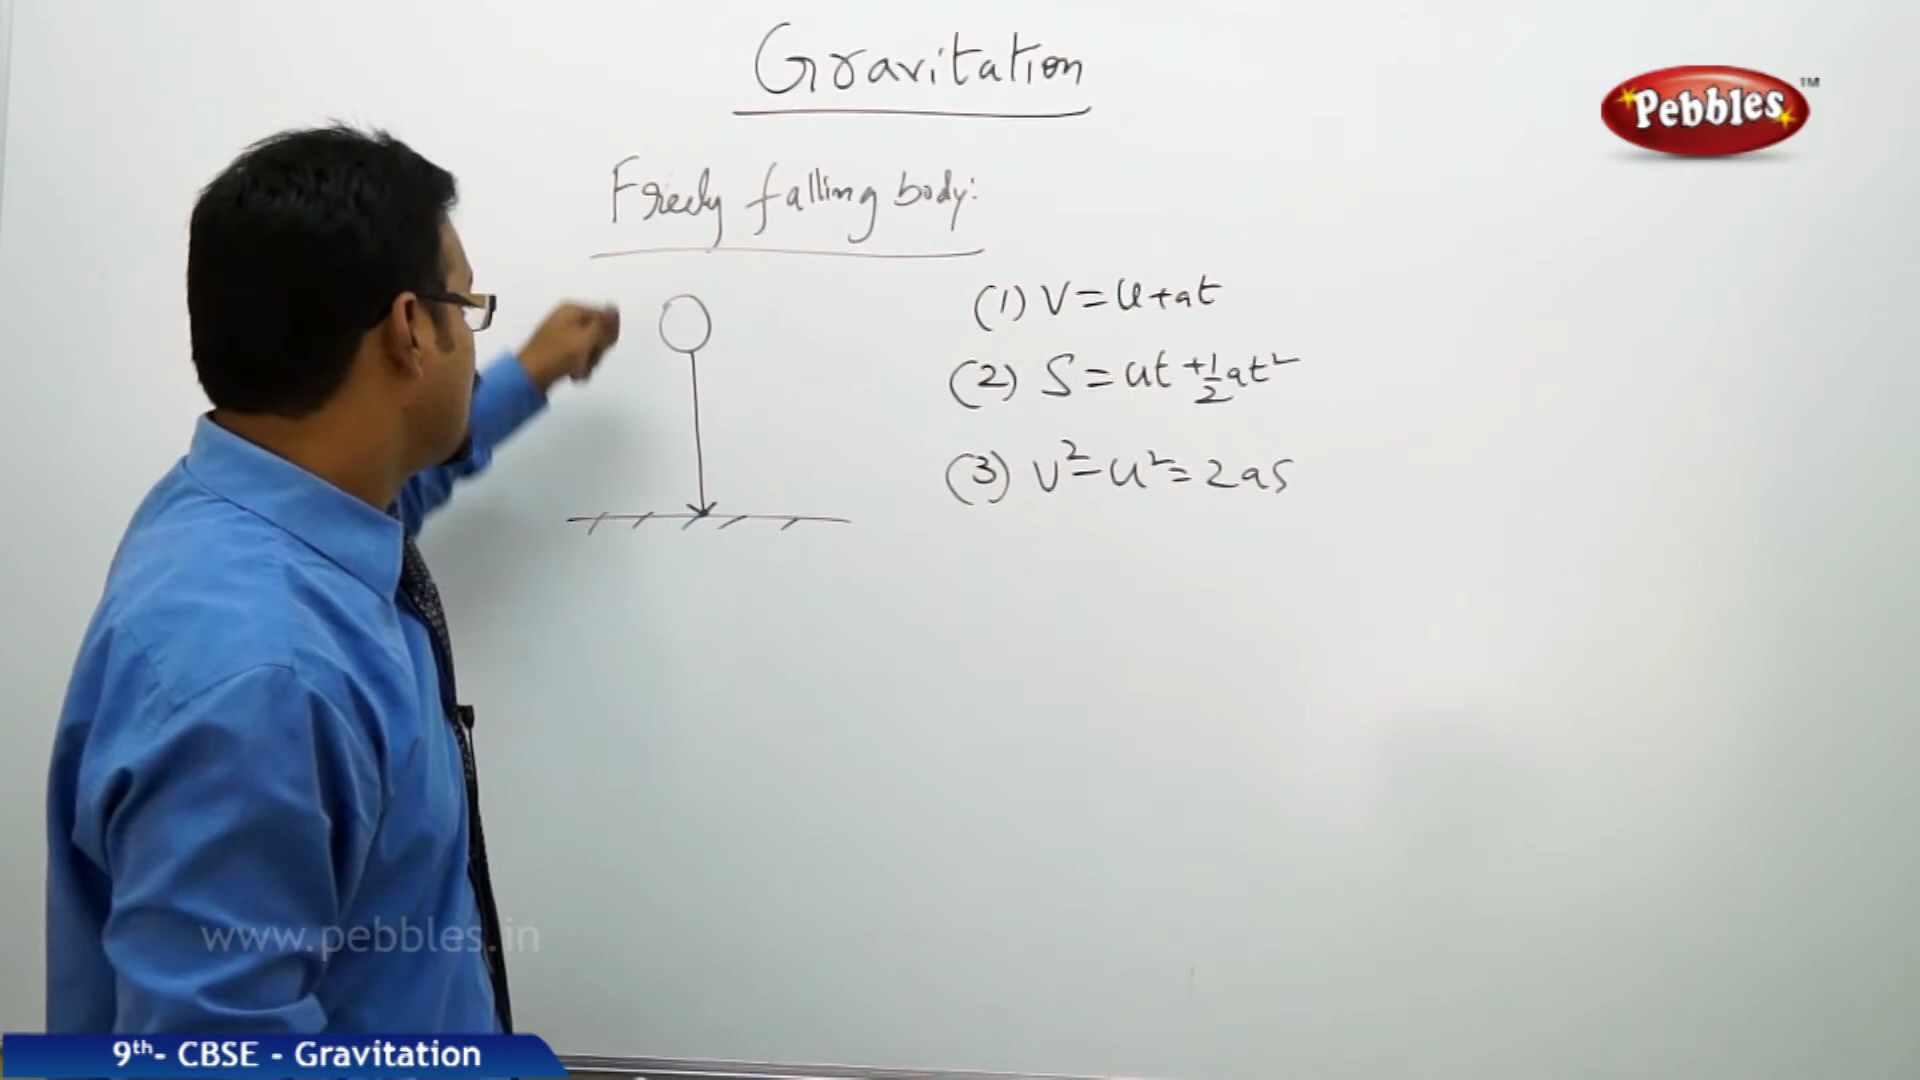 Gravitation
Pebbles™
Freely falling body:
(1) V = u + at
(2) S = ut + ½at²
(3) v² - u² = 2as
www.pebbles.in
9th- CBSE - Gravitation